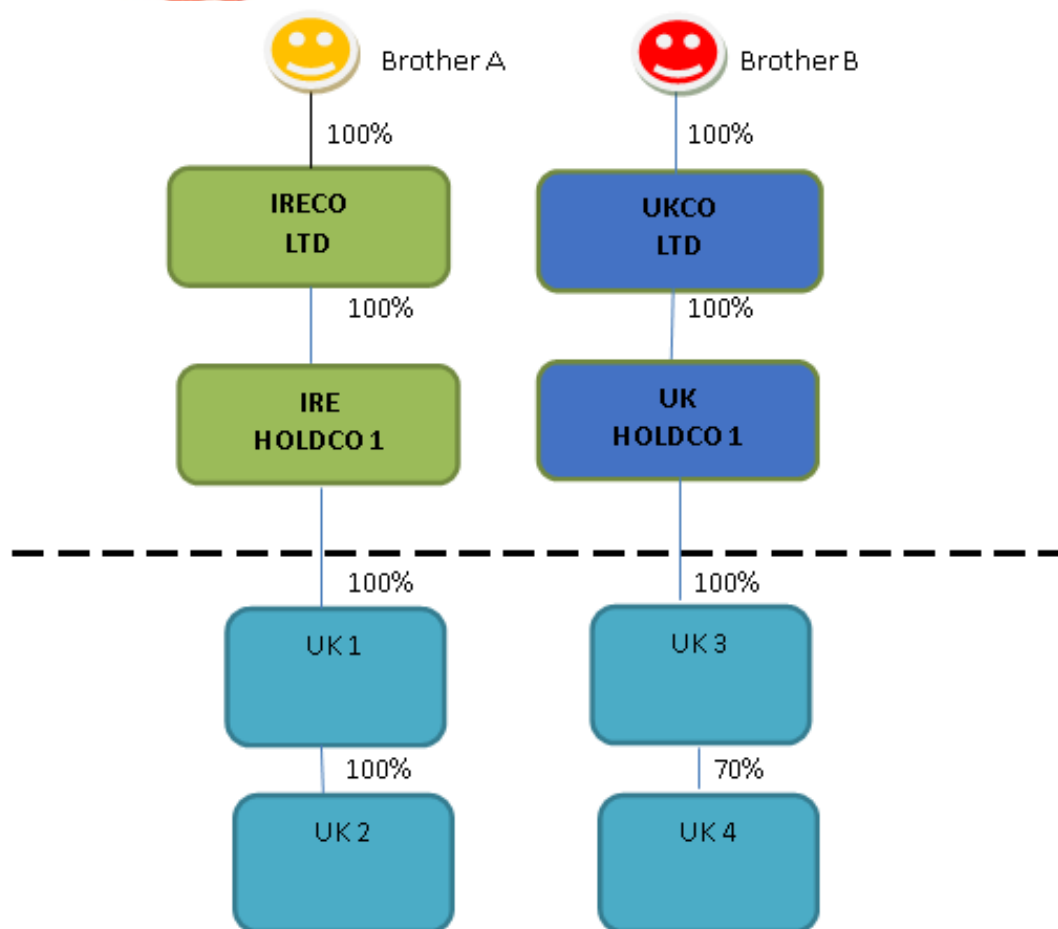 Brother A
Brother B
100%
100%
IRECO
LTD
UKCO
LTD
100%
100%
IRE
HOLDCO 1
UK
HOLDCO 1
100%
100%
UK 1
UK 3
100%
70%
UK 2
UK 4